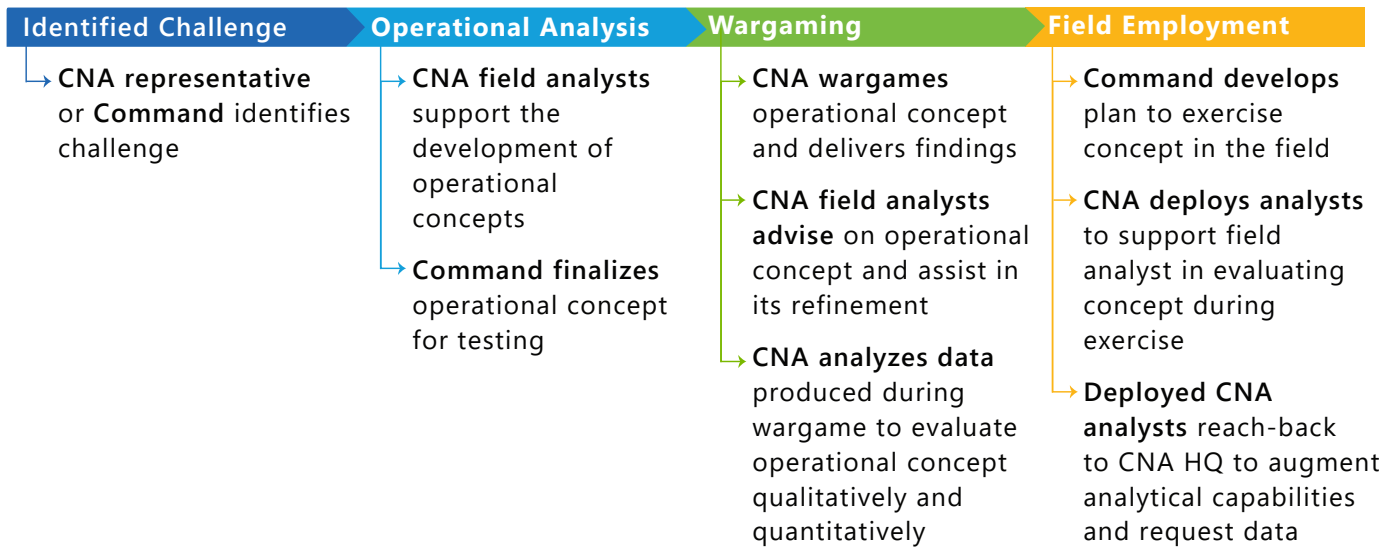 Identified Challenge
CNA representative
or Command identifies
challenge
Operational Analysis
CNA field analysts
support the
development of
operational
concepts
Command finalizes
operational concept
for testing
Wargaming
CNA wargames
operational concept
and delivers findings
CNA field analysts
advise on operational
concept and assist in
its refinement
CNA analyzes data
produced during
wargame to evaluate
operational concept
qualitatively and
quantitatively
Field Employment
Command develops
plan to exercise
concept in the field
CNA deploys analysts
to support field
analyst in evaluating
concept during
exercise
Deployed CNA
analysts reach-back
to CNA HQ to augment
analytical capabilities
and request data